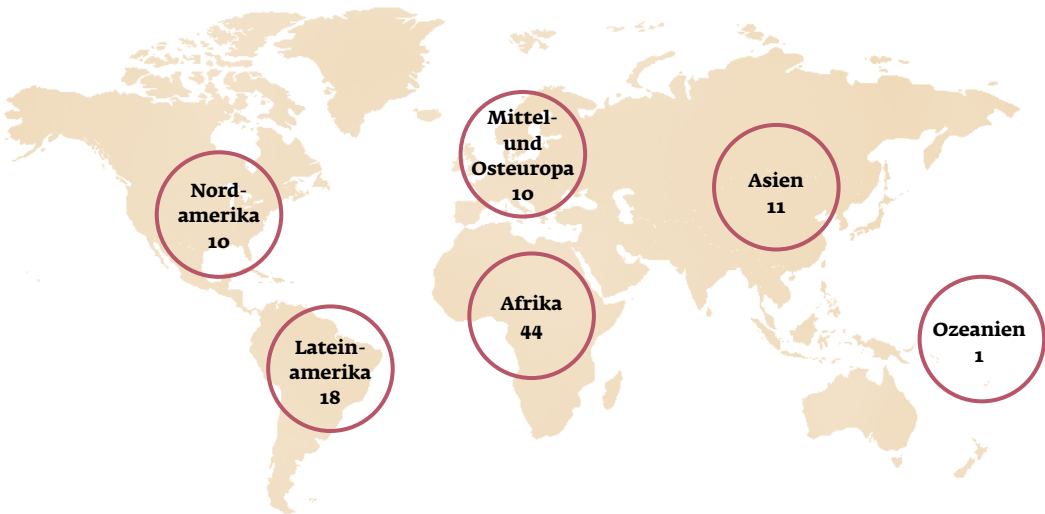 Mittel-
und
Osteuropa
10
Nord-
amerika
10
Asien
11
Afrika
44
Latein-
amerika
18
Ozeanien
1